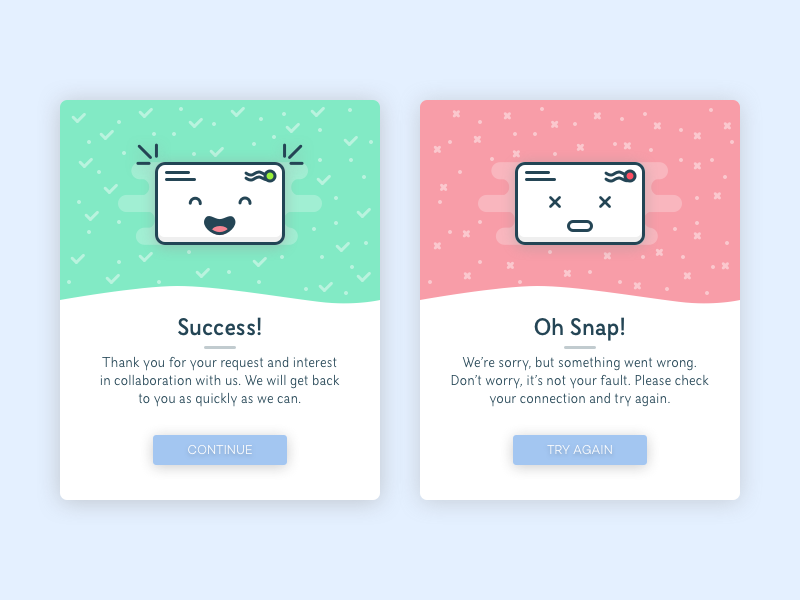 Success!
Thank you for your request and interest
in collaboration with us. We will get back
to you as quickly as we can.
CONTINUE
Oh Snap!
We're sorry, but something went wrong.
Don't worry, it's not your fault. Please check
your connection and try again.
TRY AGAIN